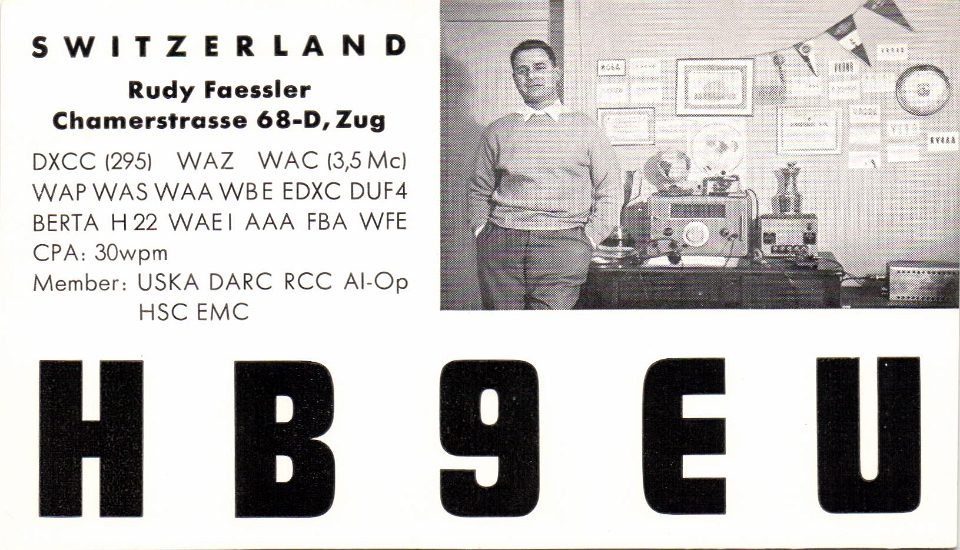 SWITZERLAND
Rudy Faessler
Chamerstrasse 68-D, Zug
DXCC (295) WAZ WAC (3,5 Mc)
WAP WAS WAA WBE EDXC DUF4
BERTA H 22 WAE I AAA FBA WFE
CPA: 30wpm
Member: USKA DARC RCC AI-Op
HSC EMC
HB9EU